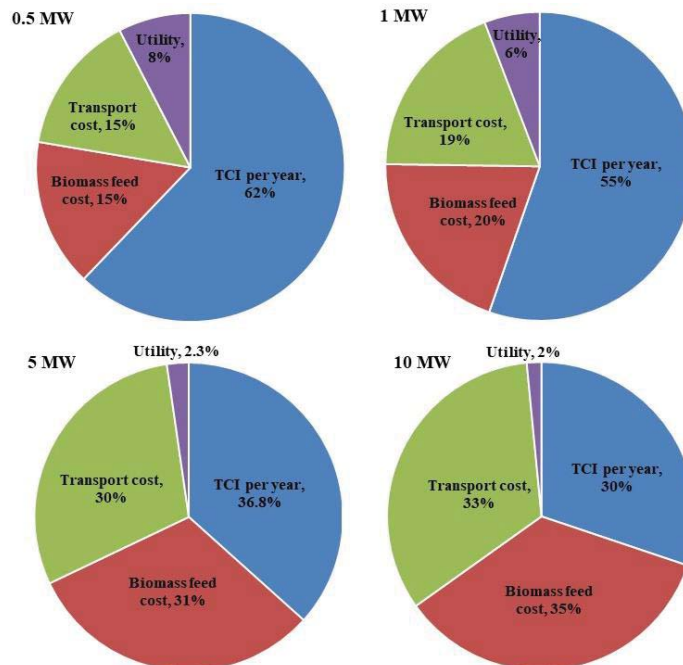 0.5 MW
Utility,
8%
Transport
cost, 15%
Biomass feed
cost, 15%
TCI per year,
62%
1 MW
Utility,
6%
Transport cost,
19%
Biomass feed
cost, 20%
TCI per year,
55%
5 MW
Utility, 2.3%
Transport cost,
30%
TCI per year,
36.8%
Biomass feed
cost, 31%
10 MW
Utility, 2%
Transport cost,
33%
TCI per year,
30%
Biomass feed
cost, 35%